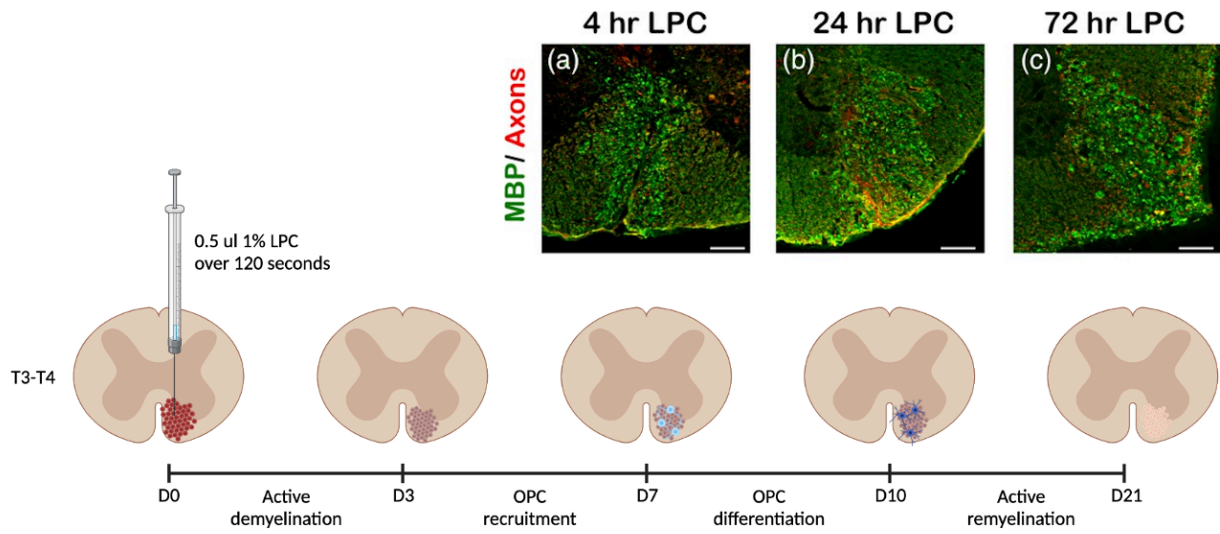 4 hr LPC
24 hr LPC
72 hr LPC
MBP/ Axons
(a)
(b)
(c)
0.5 ul 1% LPC
over 120 seconds
T3-T4
D0
Active
demyelination
D3
OPC
recruitment
D7
OPC
differentiation
D10
Active
remyelination
D21